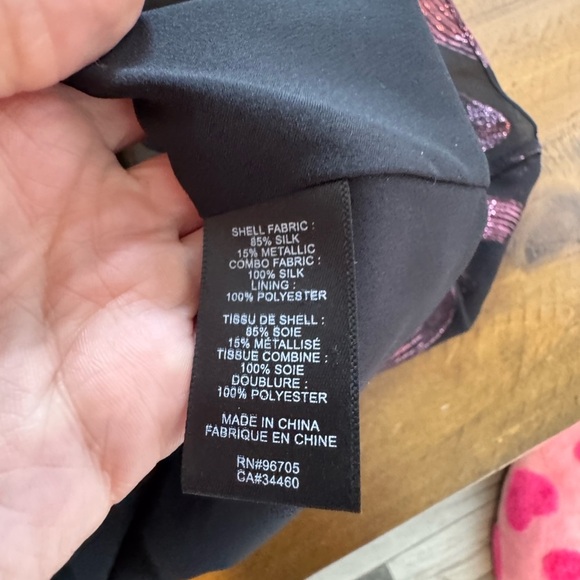 SHELL FABRIC :
85% SILK
15% METALLIC
COMBO FABRIC :
100% SILK
LINING :
100% POLYESTER
TISSU DE SHELL :
85% SOIE
15% MÉTALLISÉ
TISSUE COMBINE :
100% SOIE
DOUBLURE :
100% POLYESTER
MADE IN CHINA
FABRIQUE EN CHINE
RN#96705
CA#34460